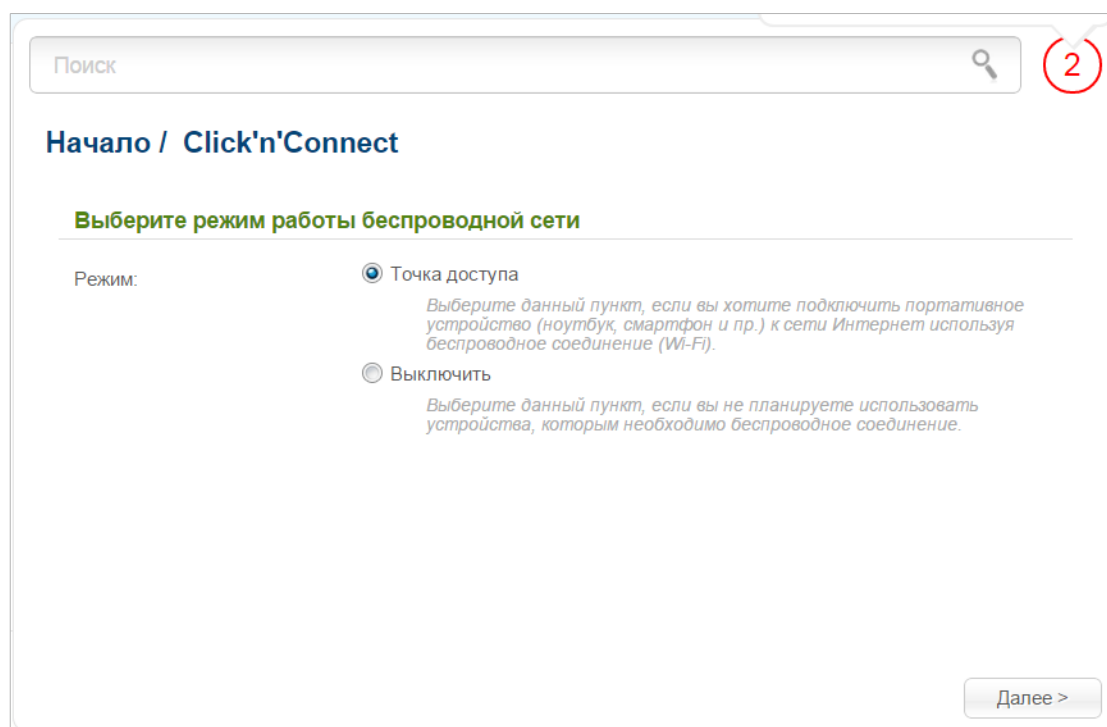 Поиск
2
Начало / Click'n'Connect
Выберите режим работы беспроводной сети
Режим:
Точка доступа
Выберите данный пункт, если вы хотите подключить портативное
устройство (ноутбук, смартфон и пр.) к сети Интернет используя
беспроводное соединение (Wi-Fi).
Выключить
Выберите данный пункт, если вы не планируете использовать
устройства, которым необходимо беспроводное соединение.
Далее >